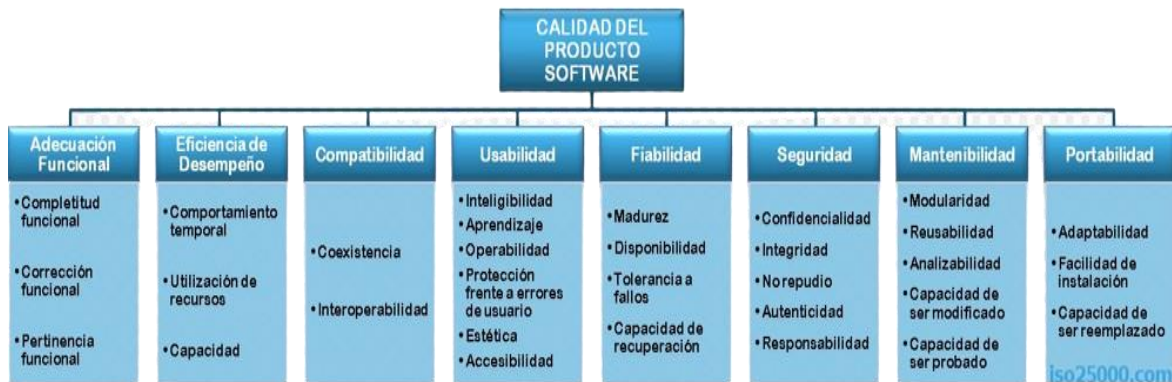 CALIDAD DEL
PRODUCTO
SOFTWARE
Adecuación
Funcional
•Completitud
funcional
•Corrección
funcional
•Pertinencia
funcional
Eficiencia de
Desempeño
•Comportamiento
temporal
•Utilización de
recursos
•Capacidad
Compatibilidad
•Coexistencia
•Interoperabilidad
Usabilidad
•Inteligibilidad
•Aprendizaje
•Operabilidad
•Protección
frente a errores
de usuario
•Estética
•Accesibilidad
Fiabilidad
•Madurez
•Disponibilidad
•Tolerancia a
fallos
•Capacidad de
recuperación
Seguridad
•Confidencialidad
•Integridad
•No repudio
•Autenticidad
•Responsabilidad
Mantenibilidad
•Modularidad
•Reusabilidad
•Analizabilidad
•Capacidad de
ser modificado
•Capacidad de
ser probado
Portabilidad
•Adaptabilidad
•Facilidad de
instalación
•Capacidad de
ser reemplazado
iso25000.com